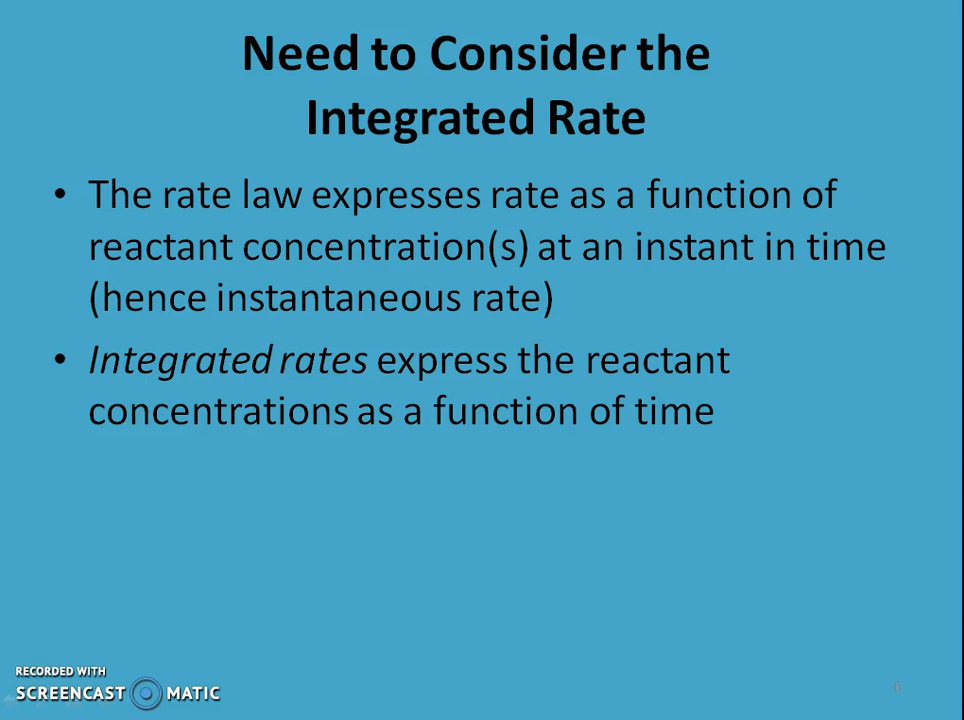 Need to Consider the
Integrated Rate
• The rate law expresses rate as a function of
reactant concentration(s) at an instant in time
(hence instantaneous rate)
• Integrated rates express the reactant
concentrations as a function of time
RECORDED WITH
SCREENCAST MATIC
6